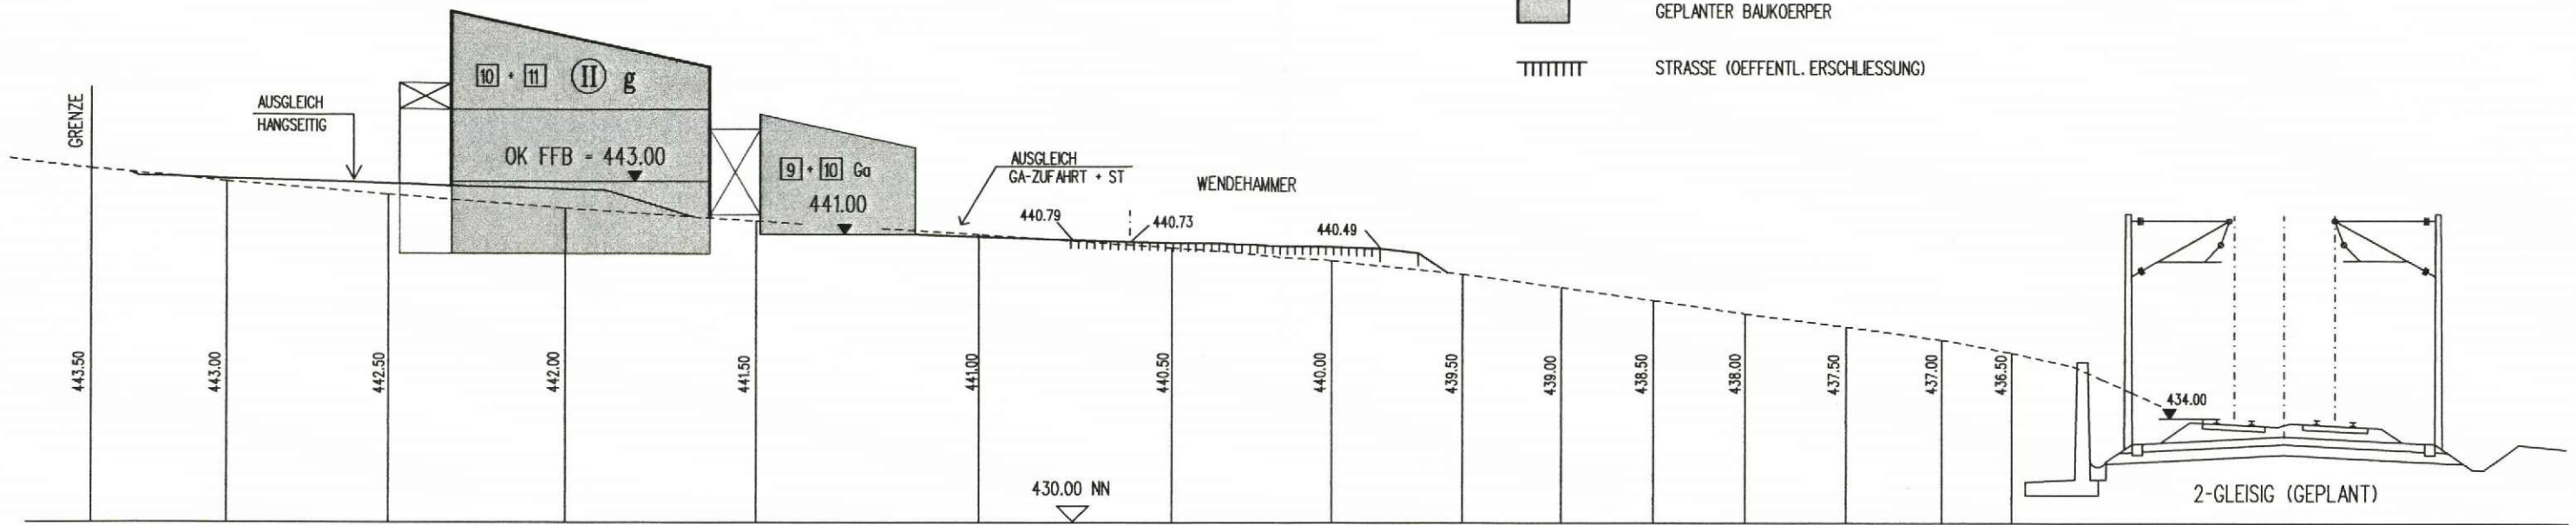 GEPLANTER BAUKOERPER
STRASSE (OEFFENTL. ERSCHLIESSUNG)
GRENZE
AUSGLEICH
HANGSEITIG
10 + 11 II g
OK FFB = 443.00
9 + 10 Ga
441.00
AUSGLEICH
GA-ZUFAHRT + ST
WENDEHAMMER
440.79
440.73
440.49
443.50
443.00
442.50
442.00
441.50
441.00
440.50
440.00
439.50
439.00
438.50
438.00
437.50
437.00
436.50
434.00
430.00 NN
2-GLEISIG (GEPLANT)